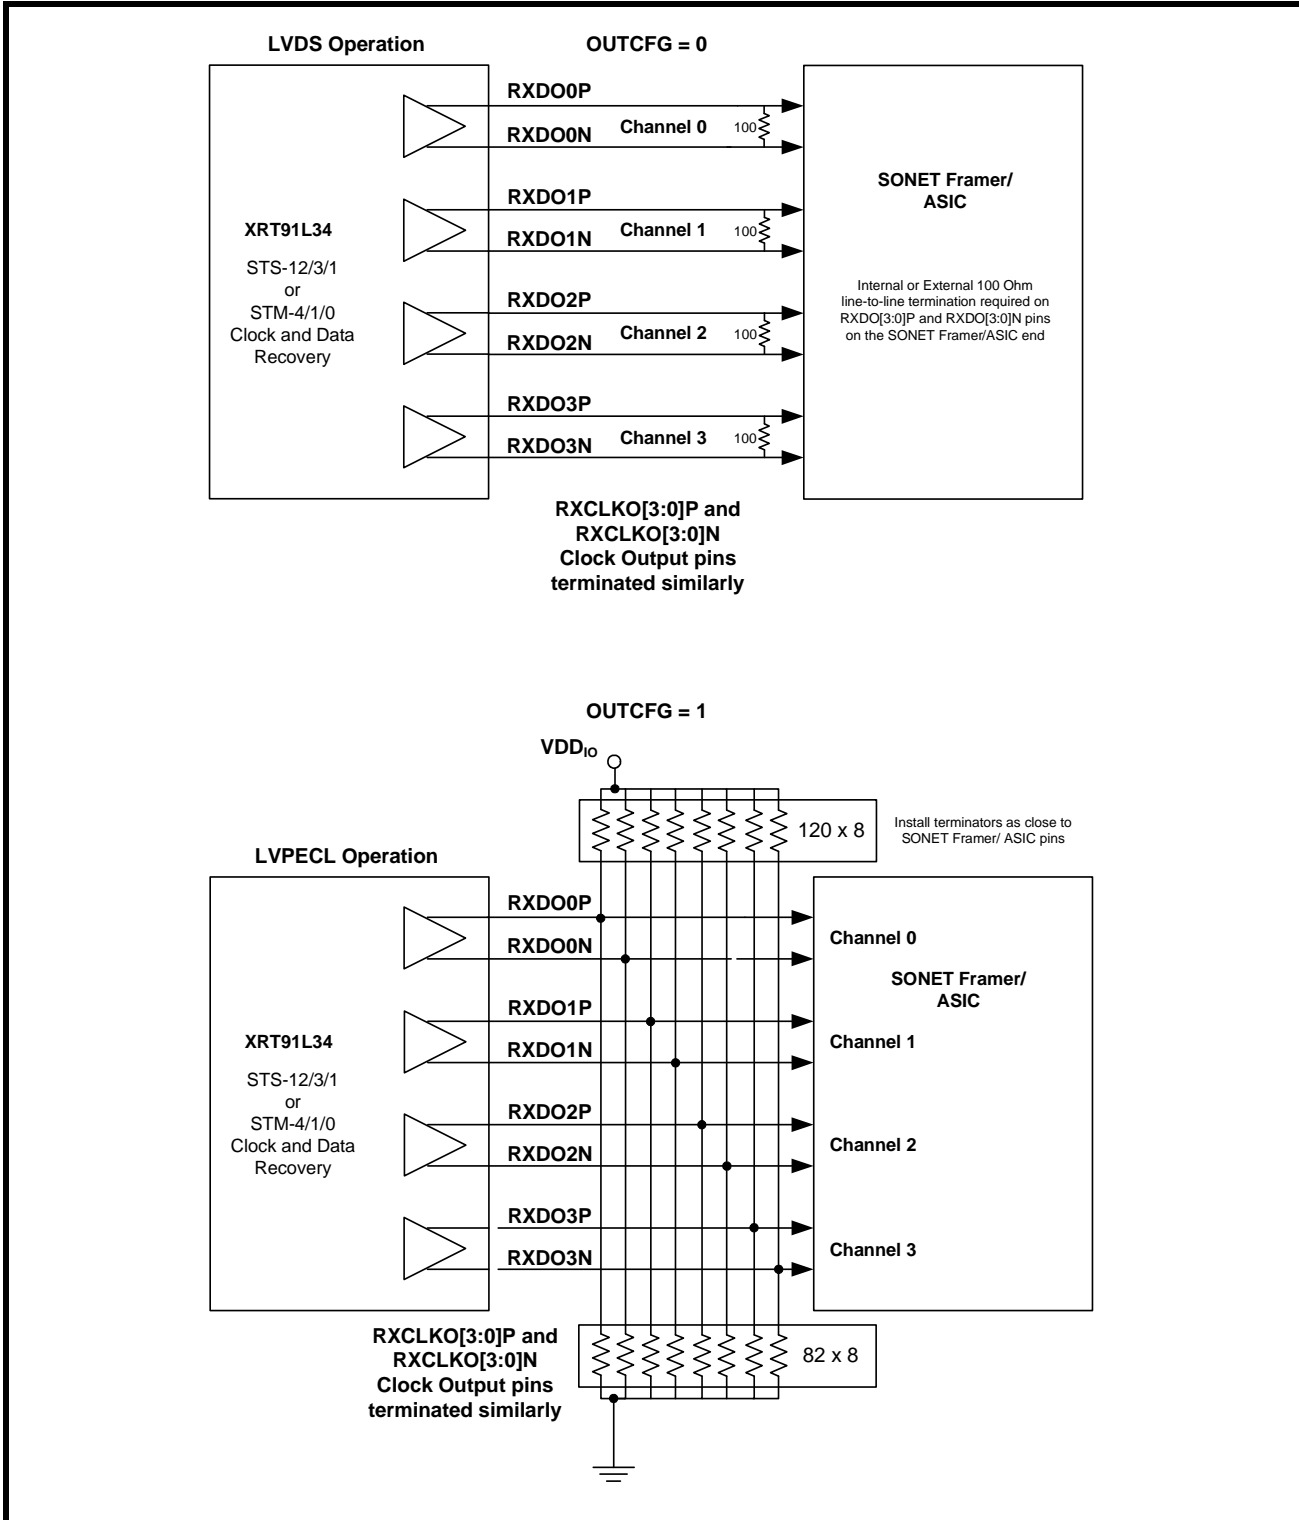 LVDS Operation
OUTCFG = 0
RXDO0P
RXDO0N
Channel 0
100
RXDO1P
RXDO1N
Channel 1
100
RXDO2P
RXDO2N
Channel 2
100
RXDO3P
RXDO3N
Channel 3
100
XRT91L34
STS-12/3/1
or
STM-4/1/0
Clock and Data
Recovery
SONET Framer/
ASIC
Internal or External 100 Ohm
line-to-line termination required on
RXDO[3:0]P and RXDO[3:0]N pins
on the SONET Framer/ASIC end
RXCLKO[3:0]P and
RXCLKO[3:0]N
Clock Output pins
terminated similarly
OUTCFG = 1
VDDIO
120 x 8
Install terminators as close to
SONET Framer/ ASIC pins
LVPECL Operation
RXDO0P
RXDO0N
Channel 0
RXDO1P
RXDO1N
Channel 1
RXDO2P
RXDO2N
Channel 2
RXDO3P
RXDO3N
Channel 3
XRT91L34
STS-12/3/1
or
STM-4/1/0
Clock and Data
Recovery
SONET Framer/
ASIC
RXCLKO[3:0]P and
RXCLKO[3:0]N
Clock Output pins
terminated similarly
82 x 8